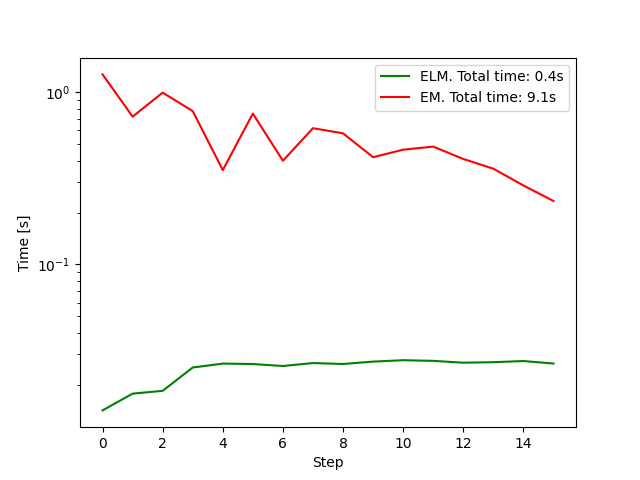 ELM. Total time: 0.4s
EM. Total time: 9.1s
10⁰
10⁻¹
Time [s]
0 2 4 6 8 10 12 14
Step